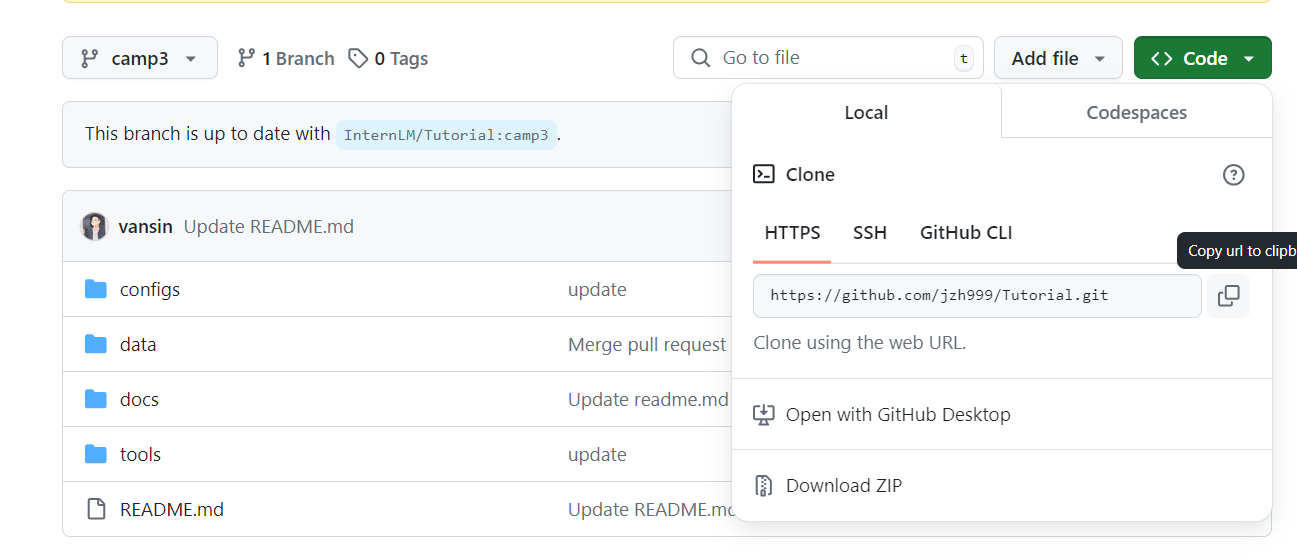 camp3
1 Branch
0 Tags
Go to file
t
Add file
Code
This branch is up to date with InternLM/Tutorial:camp3 .
Local
Codespaces
Clone
HTTPS
SSH
GitHub CLI
Copy url to clipb
https://github.com/jzh999/Tutorial.git
Clone using the web URL.
Open with GitHub Desktop
Download ZIP
vansin Update README.md
configs update
data Merge pull request
docs Update readme.md
tools update
README.md Update README.md